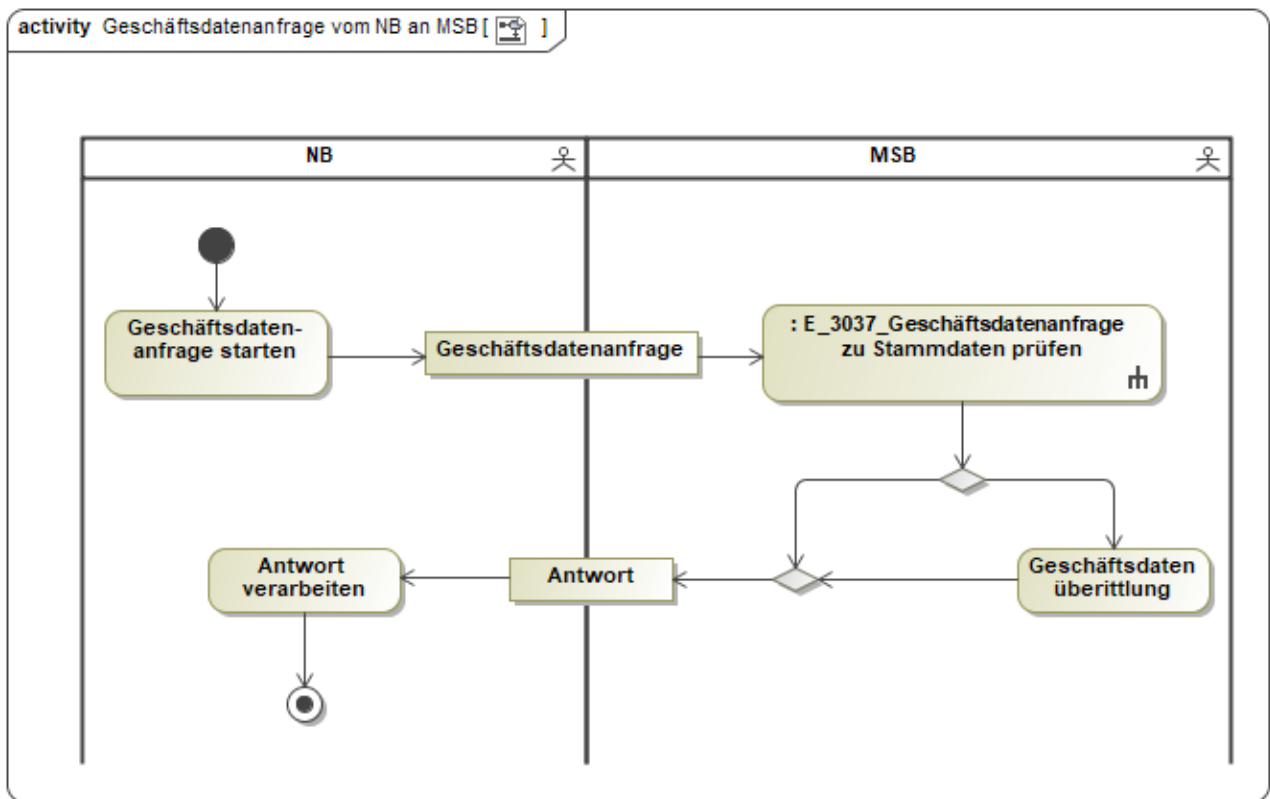 activity Geschäftsdatenanfrage vom NB an MSB [ ]
NB
MSB
Geschäftsdaten-
anfrage starten
Geschäftsdatenanfrage
: E_3037_Geschäftsdatenanfrage
zu Stammdaten prüfen
Antwort
verarbeiten
Antwort
Geschäftsdaten
überittlung